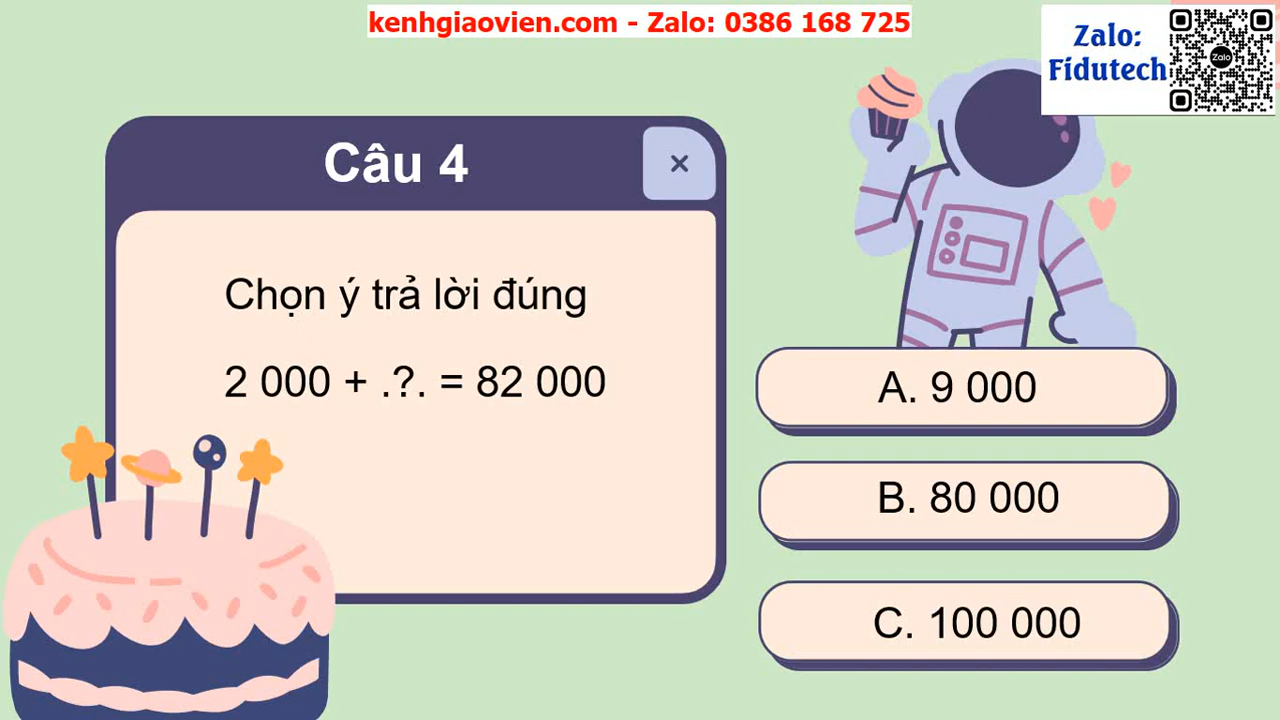 kenhgiaovien.com - Zalo: 0386 168 725
Zalo:
Fidutech
Zalo
Câu 4
×
Chọn ý trả lời đúng
2 000 + .?. = 82 000
A. 9 000
B. 80 000
C. 100 000